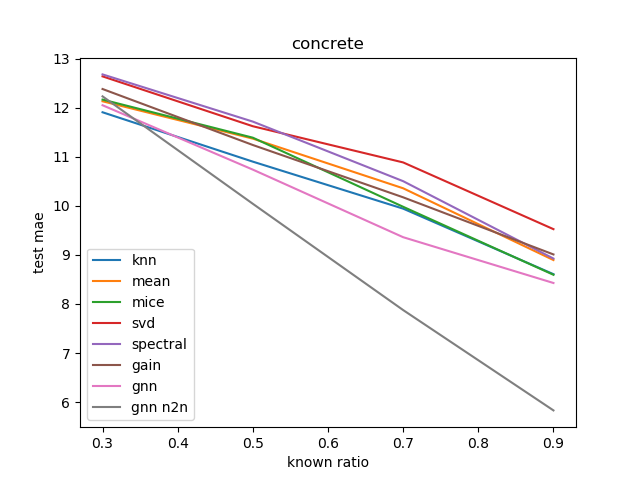 concrete
13
12
11
10
9
8
7
6
test mae
knn
mean
mice
svd
spectral
gain
gnn
gnn n2n
0.3 0.4 0.5 0.6 0.7 0.8 0.9
known ratio